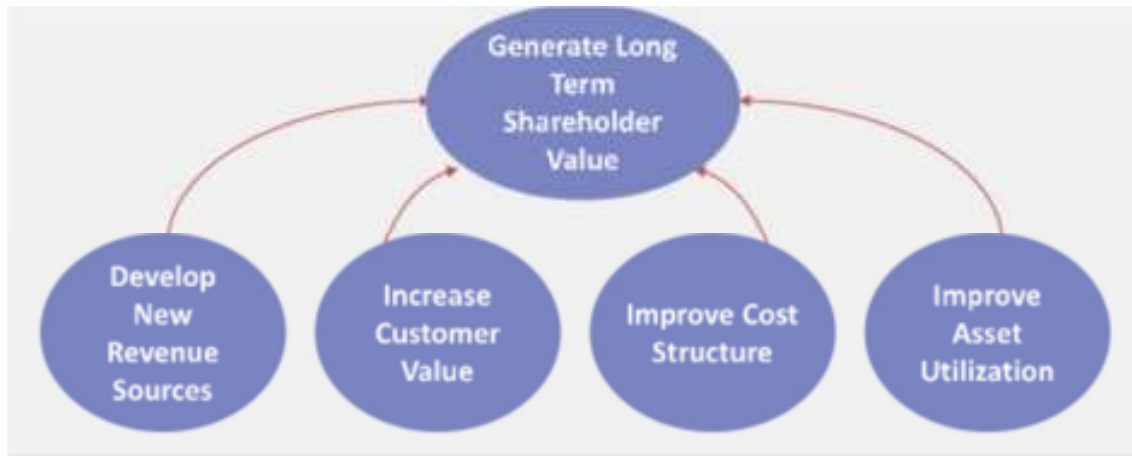 Generate Long
Term
Shareholder
Value
Develop
New
Revenue
Sources
Increase
Customer
Value
Improve Cost
Structure
Improve
Asset
Utilization